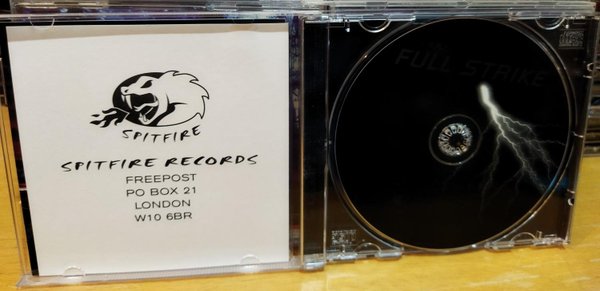 SPITFIRE
SPITFIRE RECORDS
FREEPOST
PO BOX 21
LONDON
W10 6BR
FULL STRIKE